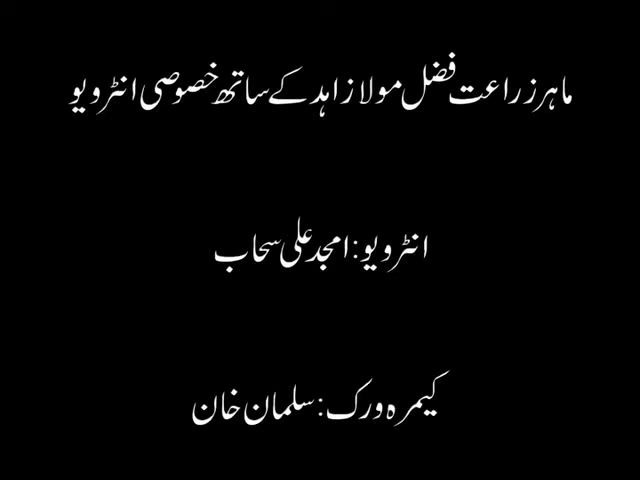 ماہر زراعت فضل مولا زاہد کے ساتھ خصوصی انٹرویو
انٹرویو: امجد علی سحاب
کیمرہ ورک: سلمان خان